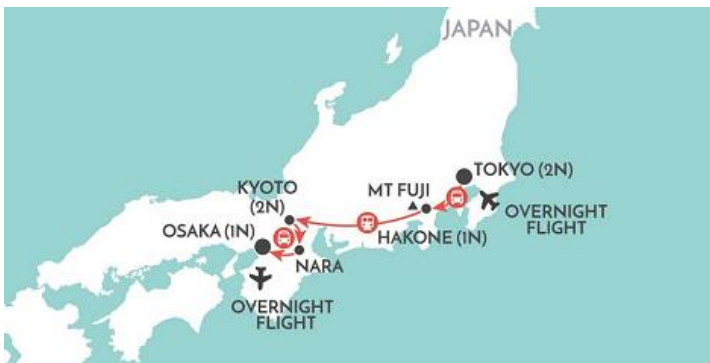 JAPAN
TOKYO (2N)
MT FUJI
OVERNIGHT
FLIGHT
HAKONE (1N)
KYOTO
(2N)
OSAKA (1N)
NARA
OVERNIGHT
FLIGHT